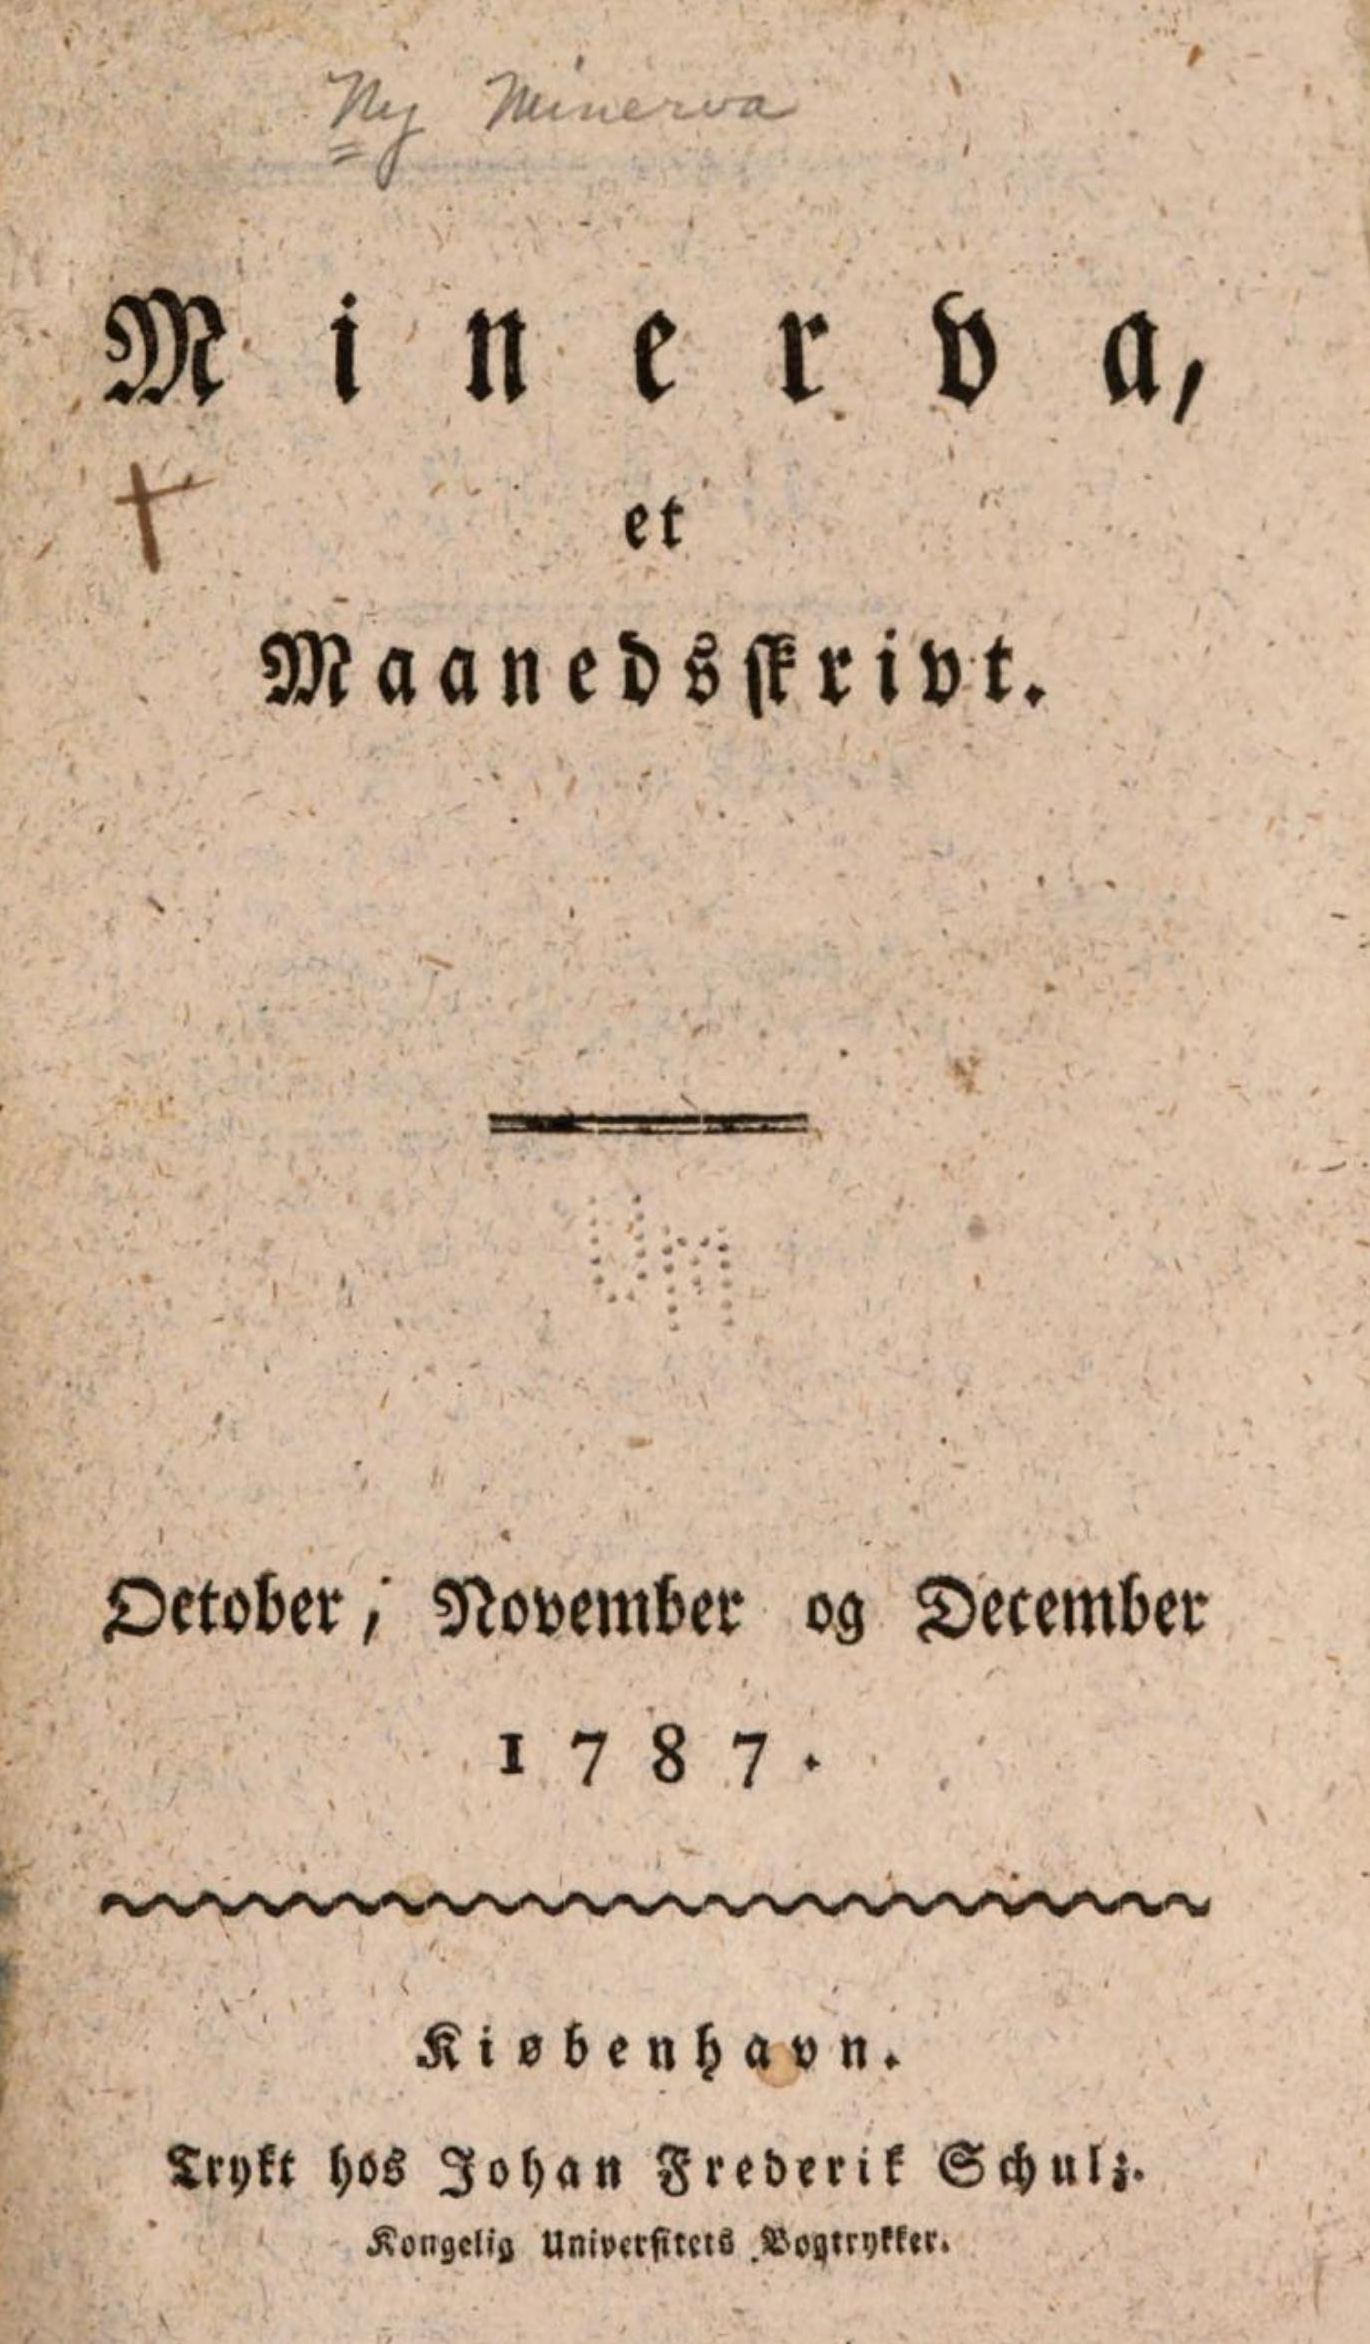 Ny Minerva
Minerva,
et
Maanedsskrivt.
October, November og December
1787.
Kiøbenhavn.
Trykt hos Johan Frederik Schulz.
Kongelig Universitets Bogtrykker.